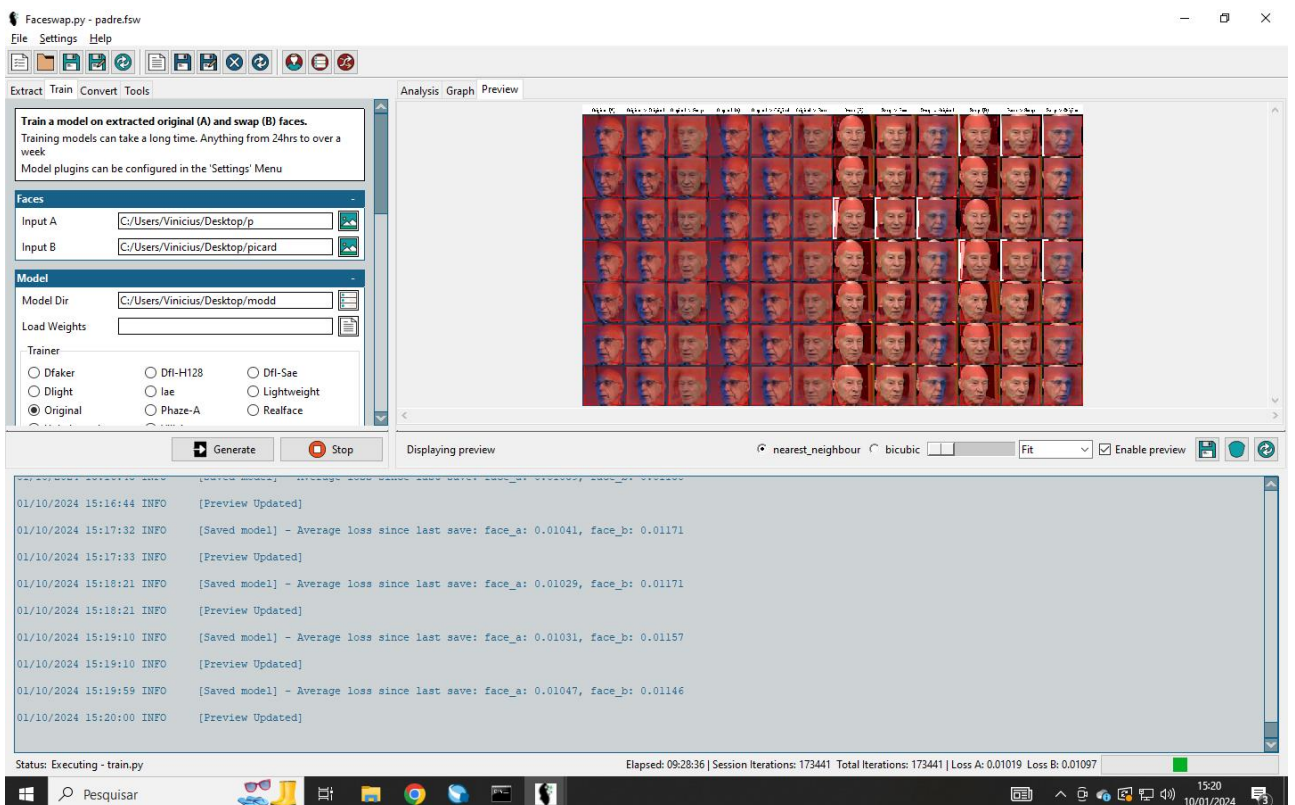 Faceswap.py - padre.fsw
File Settings Help
Extract Train Convert Tools
Train a model on extracted original (A) and swap (B) faces.
Training models can take a long time. Anything from 24hrs to over a
week
Model plugins can be configured in the 'Settings' Menu
Faces -
Input A C:/Users/Vinicius/Desktop/p
Input B C:/Users/Vinicius/Desktop/picard
Model -
Model Dir C:/Users/Vinicius/Desktop/modd
Load Weights
Trainer
Dfaker Dfl-H128 Dfl-Sae
Dlight Iae Lightweight
Original Phaze-A Realface
Generate Stop
Analysis Graph Preview
Displaying preview nearest_neighbour bicubic Fit Enable preview
01/10/2024 15:16:44 INFO [Preview Updated]
01/10/2024 15:17:32 INFO [Saved model] - Average loss since last save: face_a: 0.01041, face_b: 0.01171
01/10/2024 15:17:33 INFO [Preview Updated]
01/10/2024 15:18:21 INFO [Saved model] - Average loss since last save: face_a: 0.01029, face_b: 0.01171
01/10/2024 15:18:21 INFO [Preview Updated]
01/10/2024 15:19:10 INFO [Saved model] - Average loss since last save: face_a: 0.01031, face_b: 0.01157
01/10/2024 15:19:10 INFO [Preview Updated]
01/10/2024 15:19:59 INFO [Saved model] - Average loss since last save: face_a: 0.01047, face_b: 0.01146
01/10/2024 15:20:00 INFO [Preview Updated]
Status: Executing - train.py Elapsed: 09:28:36 | Session Iterations: 173441 Total Iterations: 173441 | Loss A: 0.01019 Loss B: 0.01097
Pesquisar 15:20
10/01/2024 3